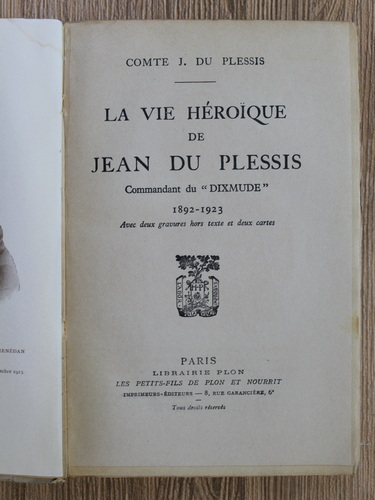 COMTE J. DU PLESSIS
LA VIE HÉROÏQUE
DE
JEAN DU PLESSIS
Commandant du "DIXMUDE"
1892-1923
Avec deux gravures hors texte et deux cartes
PARIS
LIBRAIRIE PLON
LES PETITS-FILS DE PLON ET NOURRIT
IMPRIMEURS-ÉDITEURS — 8, RUE GARANCIÈRE, 6e
Tous droits réservés